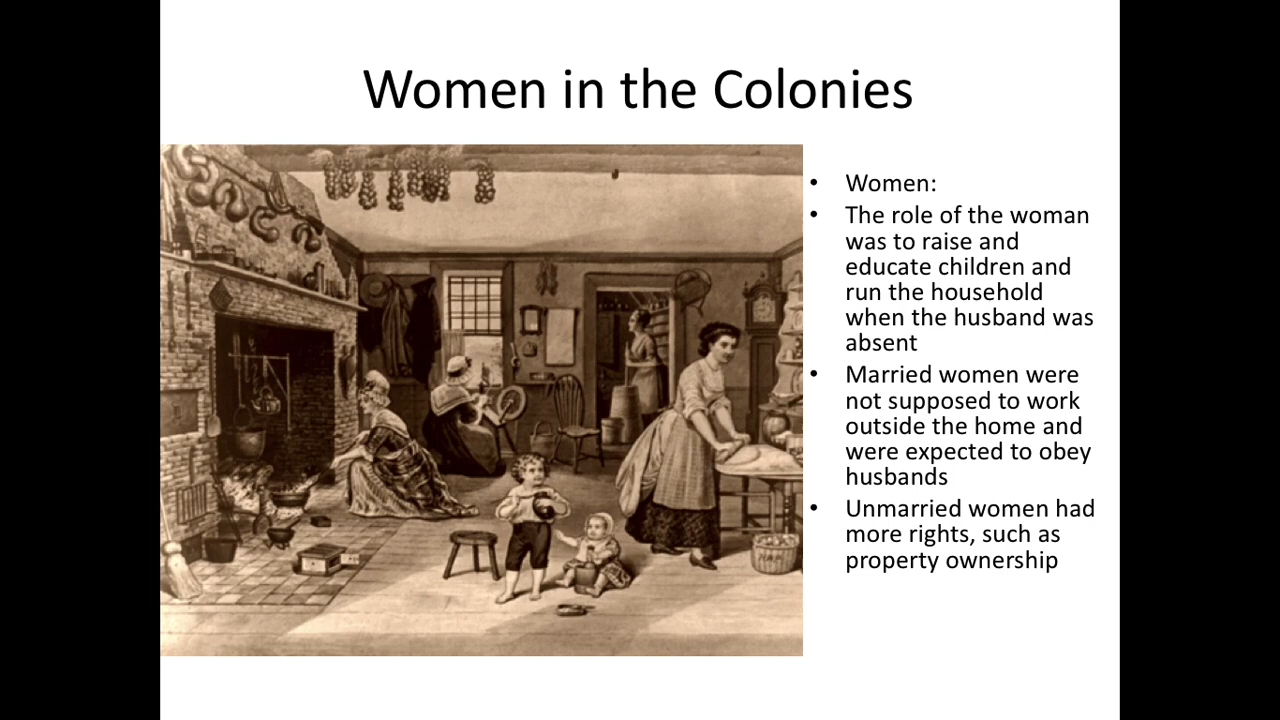 Women in the Colonies
• Women:
• The role of the woman
was to raise and
educate children and
run the household
when the husband was
absent
• Married women were
not supposed to work
outside the home and
were expected to obey
husbands
• Unmarried women had
more rights, such as
property ownership